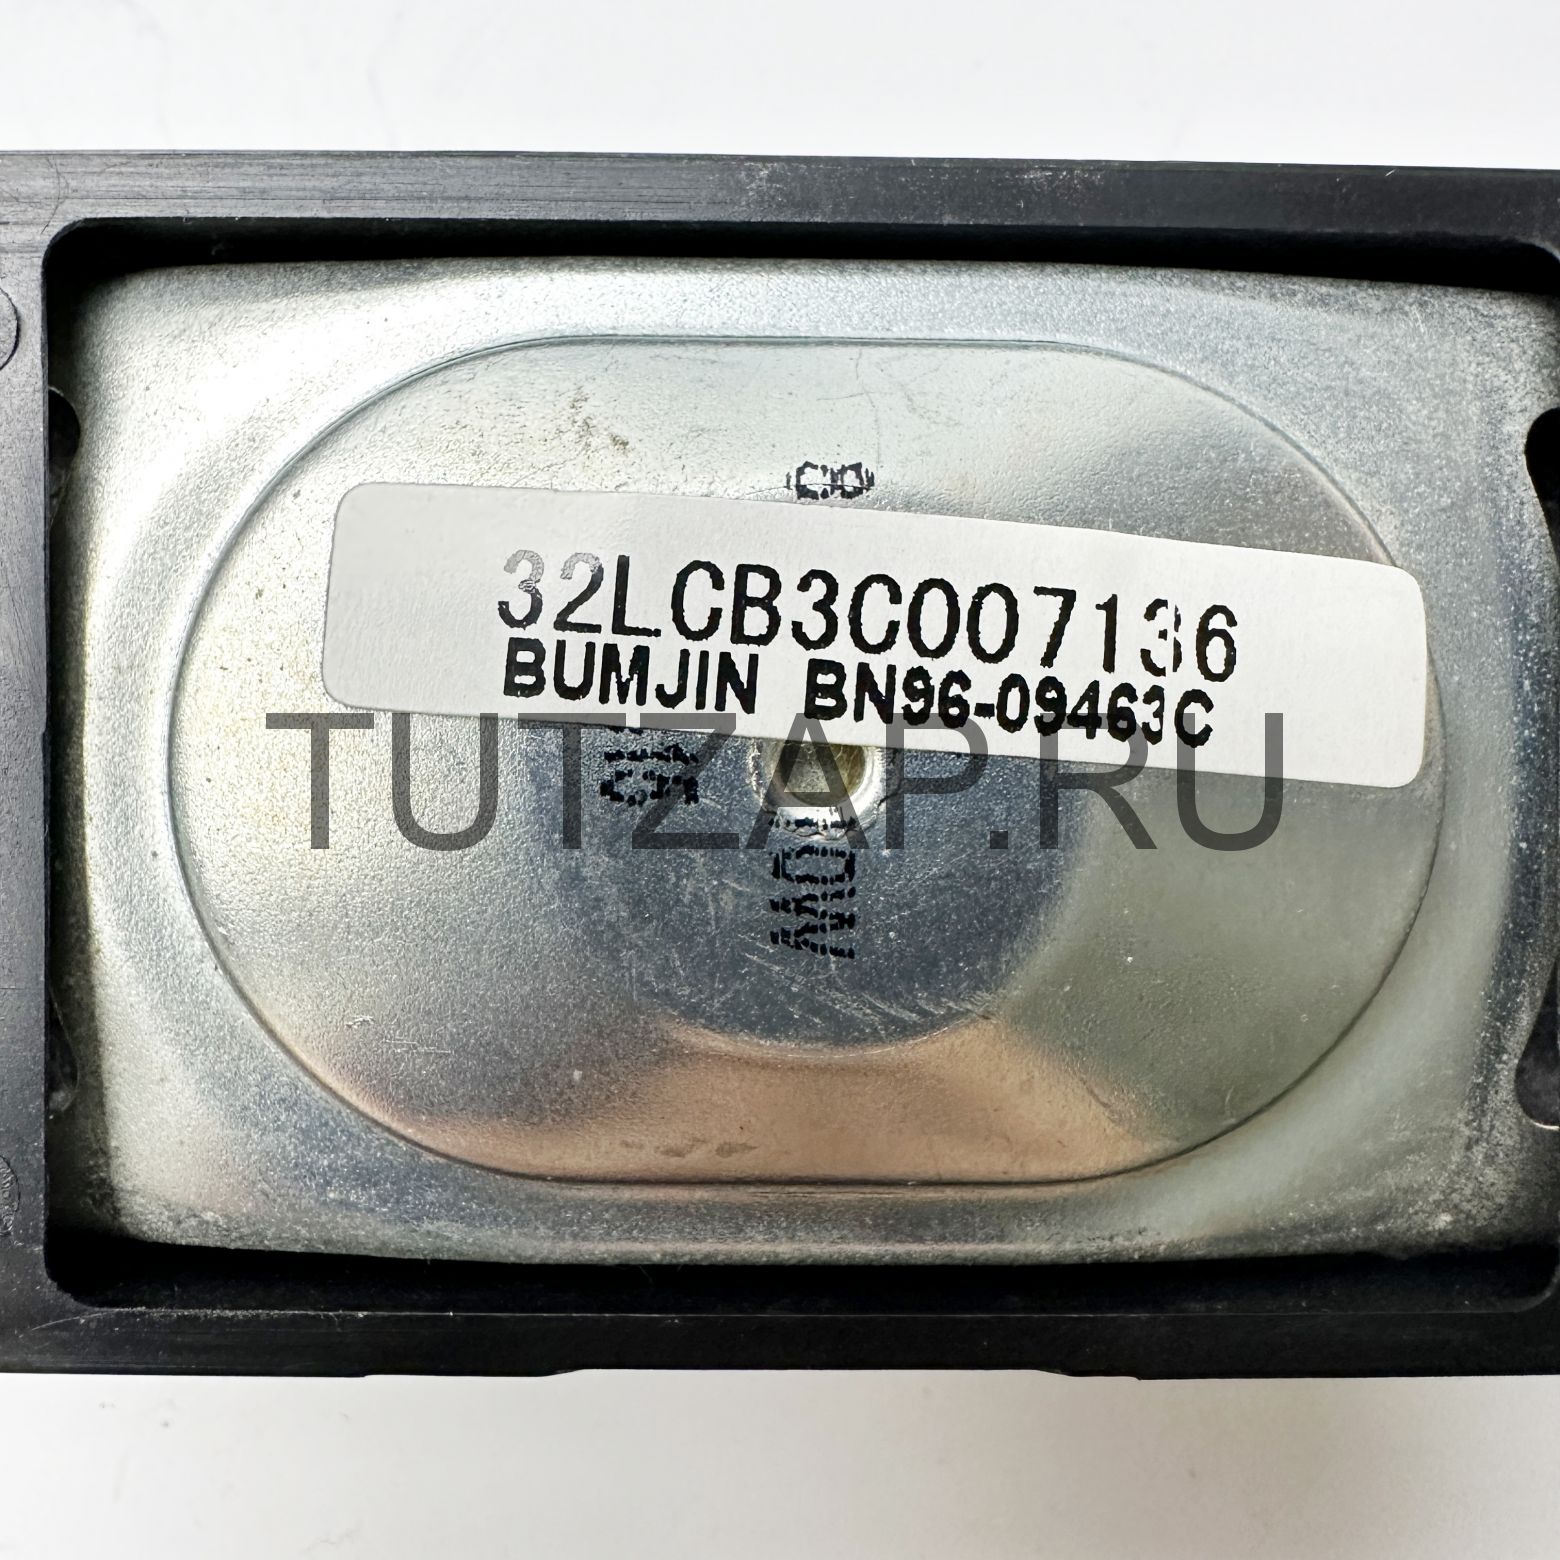 32LCB3C007136
BUMJIN BN96-09463C
TUTZAP.RU